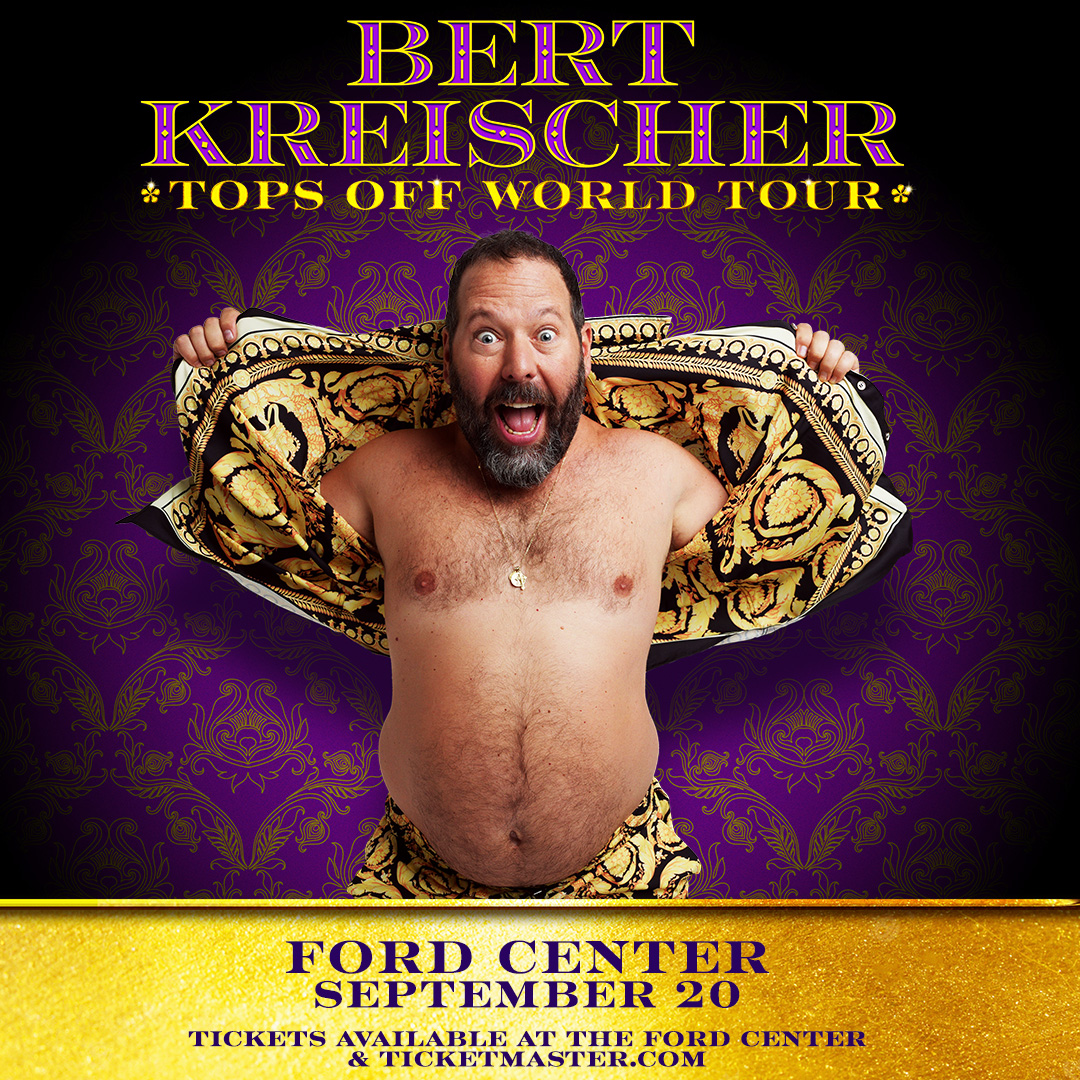 BERT
KREISCHER
*TOPS OFF WORLD TOUR*
FORD CENTER
SEPTEMBER 20
TICKETS AVAILABLE AT THE FORD CENTER
& TICKETMASTER.COM